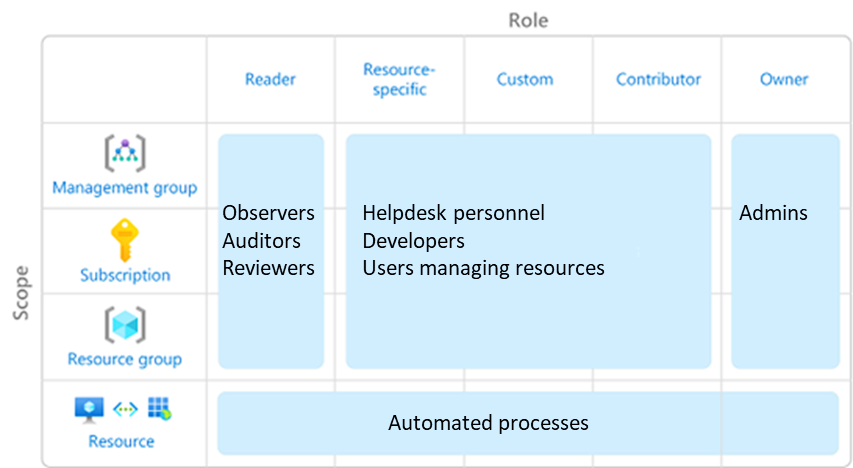 Role
Reader
Resource-
specific
Custom
Contributor
Owner
Scope
Management group
Subscription
Resource group
Resource
Observers
Auditors
Reviewers
Helpdesk personnel
Developers
Users managing resources
Admins
Automated processes